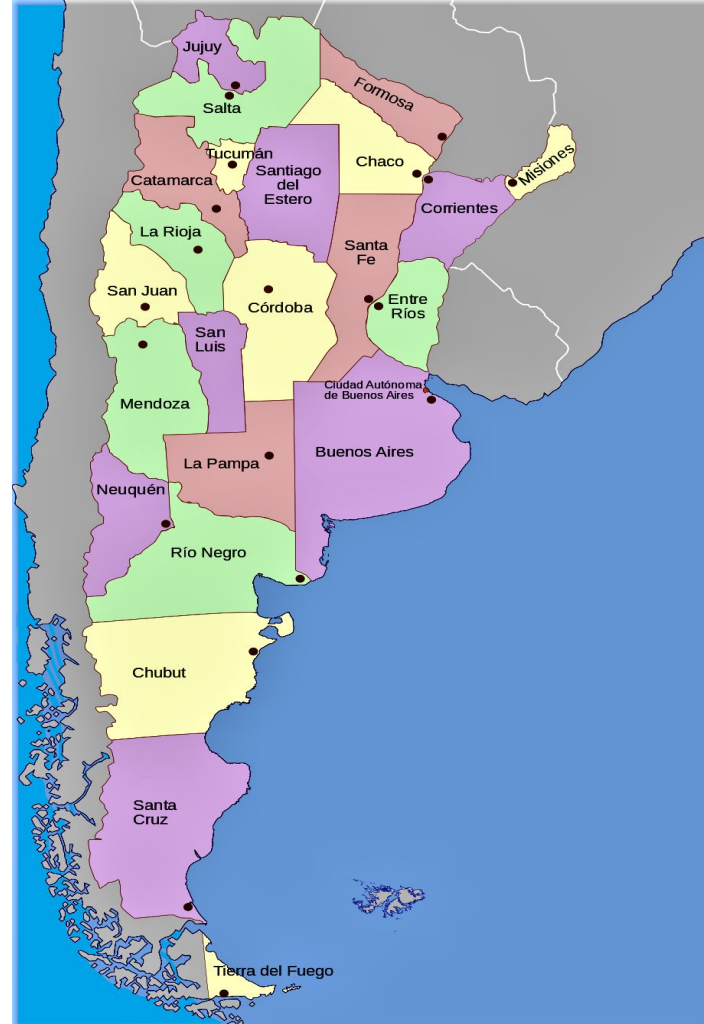 Jujuy
Salta
Formosa
Tucumán
Chaco
Misiones
Santiago
del
Estero
Catamarca
Corrientes
La Rioja
Santa
Fe
San Juan
Córdoba
Entre
Ríos
San
Luis
Ciudad Autónoma
de Buenos Aires
Mendoza
Buenos Aires
La Pampa
Neuquén
Río Negro
Chubut
Santa
Cruz
Tierra del Fuego